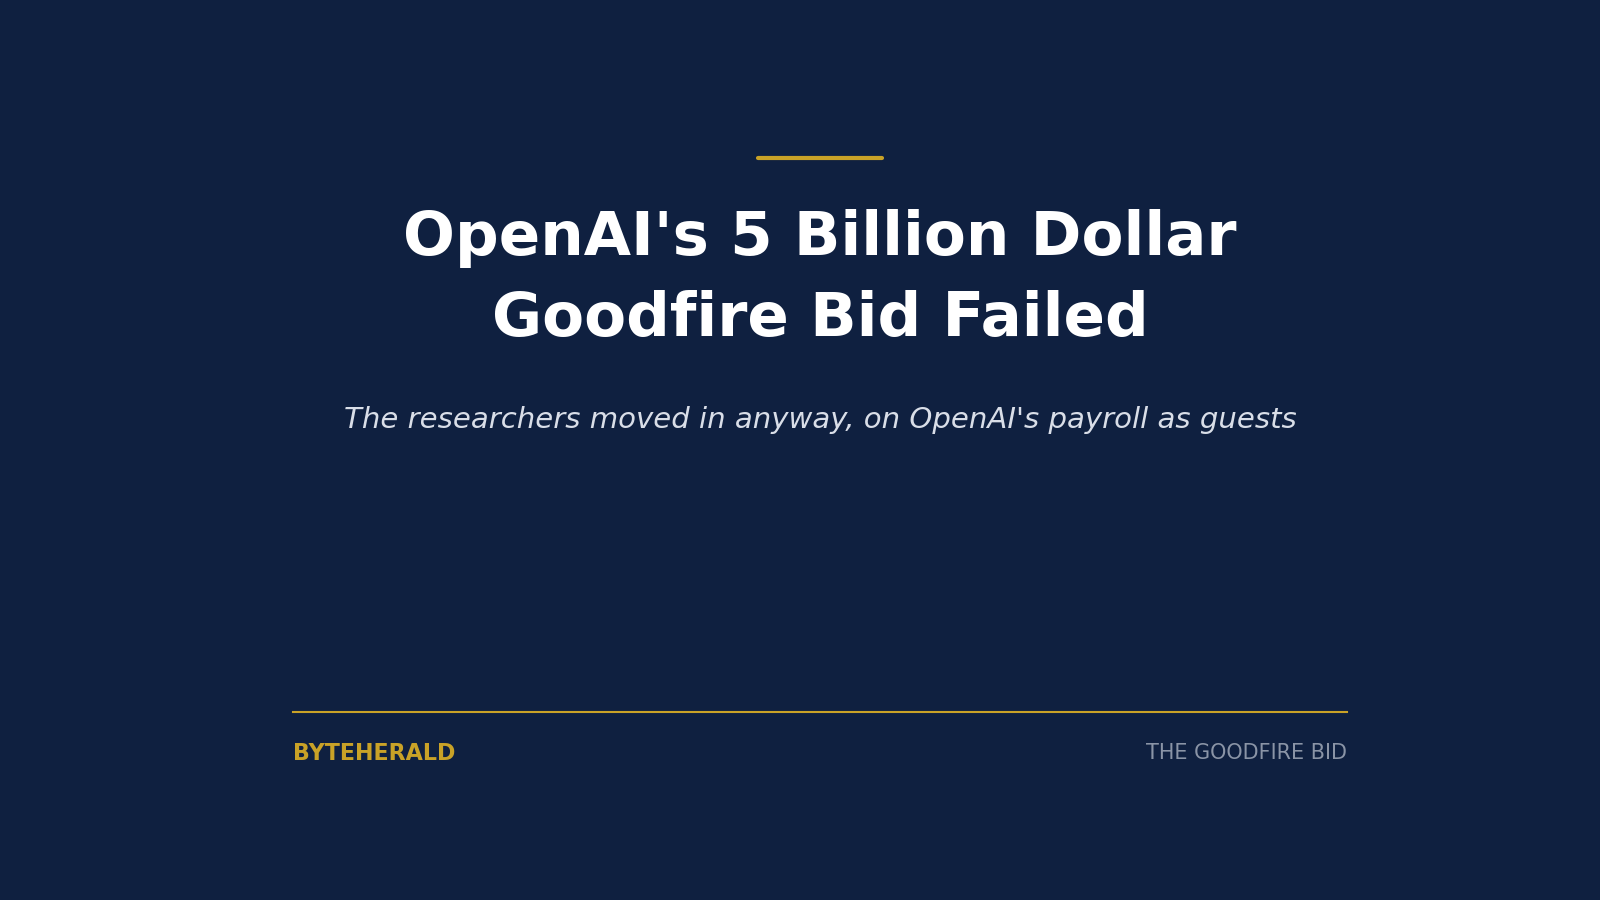 OpenAI's 5 Billion Dollar
Goodfire Bid Failed
The researchers moved in anyway, on OpenAI's payroll as guests
BYTEHERALD
THE GOODFIRE BID